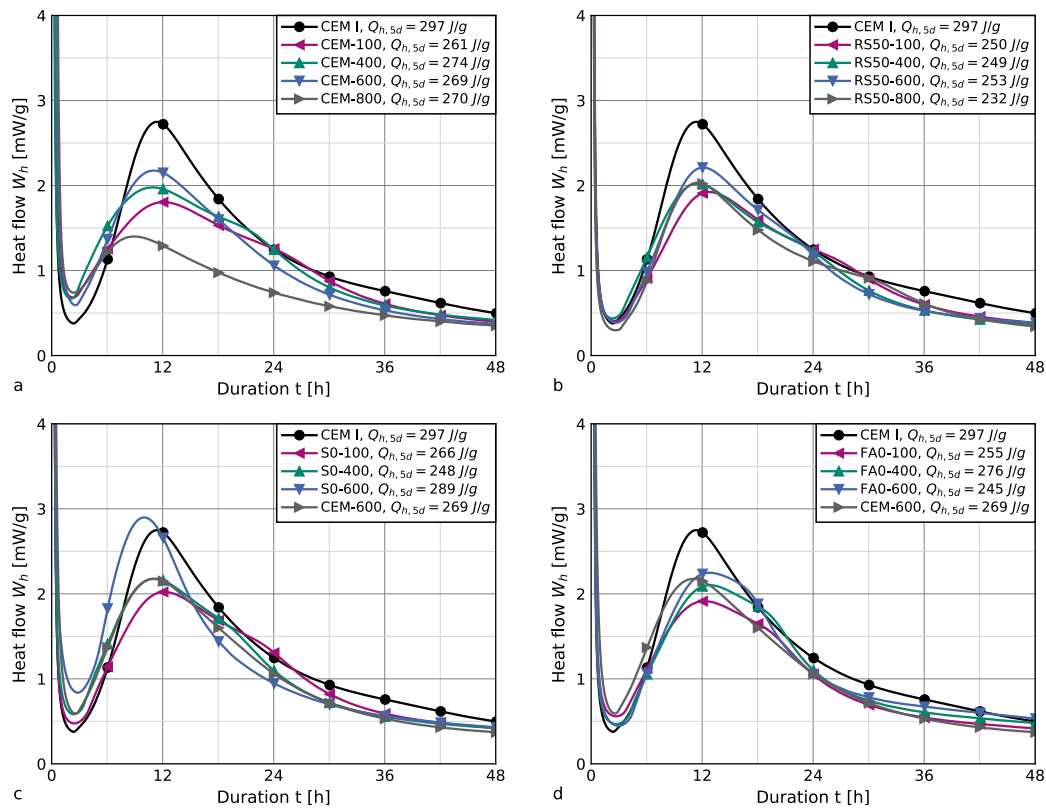 Heat flow W_h [mW/g]
4
3
2
1
0
CEM I, Q_h,5d = 297 J/g
CEM-100, Q_h,5d = 261 J/g
CEM-400, Q_h,5d = 274 J/g
CEM-600, Q_h,5d = 269 J/g
CEM-800, Q_h,5d = 270 J/g
0 12 24 36 48
a Duration t [h]
Heat flow W_h [mW/g]
4
3
2
1
0
CEM I, Q_h,5d = 297 J/g
RS50-100, Q_h,5d = 250 J/g
RS50-400, Q_h,5d = 249 J/g
RS50-600, Q_h,5d = 253 J/g
RS50-800, Q_h,5d = 232 J/g
0 12 24 36 48
b Duration t [h]
Heat flow W_h [mW/g]
4
3
2
1
0
CEM I, Q_h,5d = 297 J/g
S0-100, Q_h,5d = 266 J/g
S0-400, Q_h,5d = 248 J/g
S0-600, Q_h,5d = 289 J/g
CEM-600, Q_h,5d = 269 J/g
0 12 24 36 48
c Duration t [h]
Heat flow W_h [mW/g]
4
3
2
1
0
CEM I, Q_h,5d = 297 J/g
FA0-100, Q_h,5d = 255 J/g
FA0-400, Q_h,5d = 276 J/g
FA0-600, Q_h,5d = 245 J/g
CEM-600, Q_h,5d = 269 J/g
0 12 24 36 48
d Duration t [h]